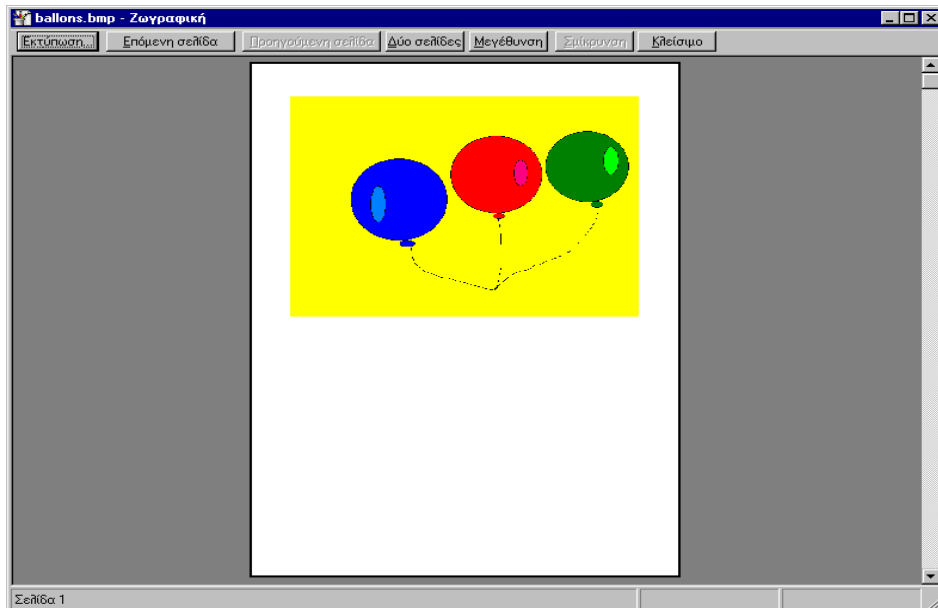 ballons.bmp - Ζωγραφική
Εκτύπωση... Επόμενη σελίδα Προηγούμενη σελίδα Δύο σελίδες Μεγέθυνση Σμίκρυνση Κλείσιμο
Σελίδα 1